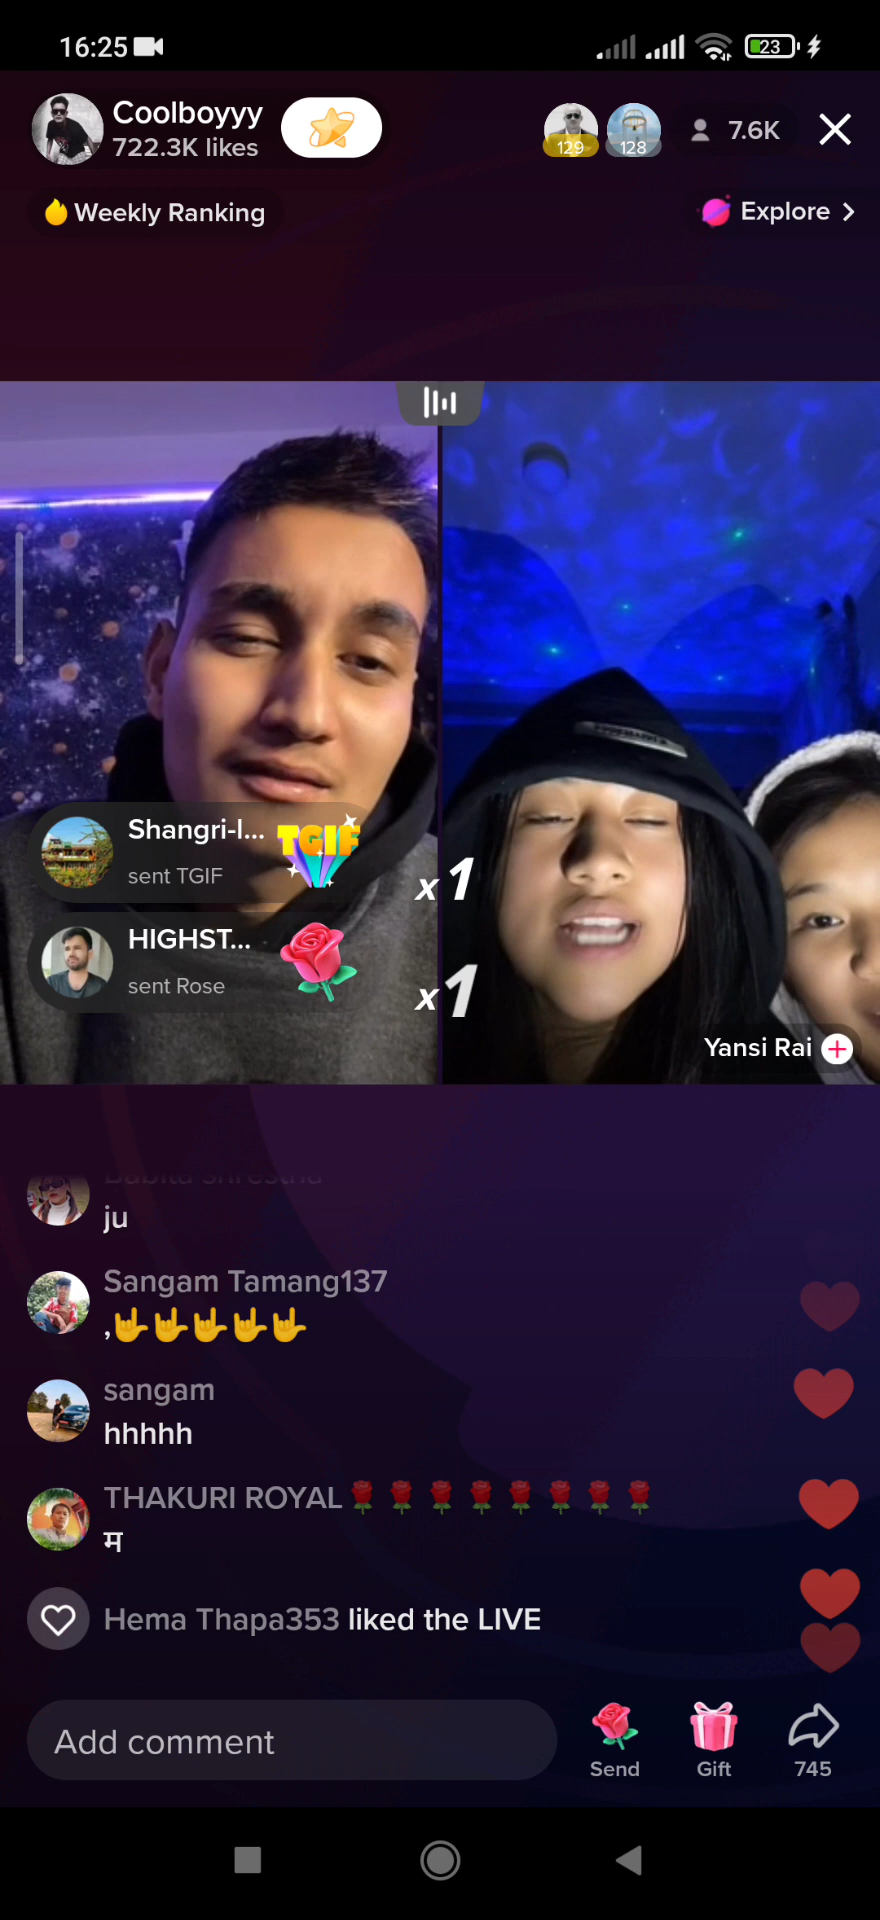 16:25
23
Coolboyyy
722.3K likes
129
128
7.6K
Weekly Ranking
Explore
Shangri-l...
sent TGIF
TGIF
x1
HIGHST...
sent Rose
x1
Yansi Rai
Babita Shrestha
ju
Sangam Tamang137
,🤟🤟🤟🤟🤟
sangam
hhhhh
THAKURI ROYAL🌹🌹🌹🌹🌹🌹🌹🌹
म
Hema Thapa353 liked the LIVE
Add comment
Send
Gift
745